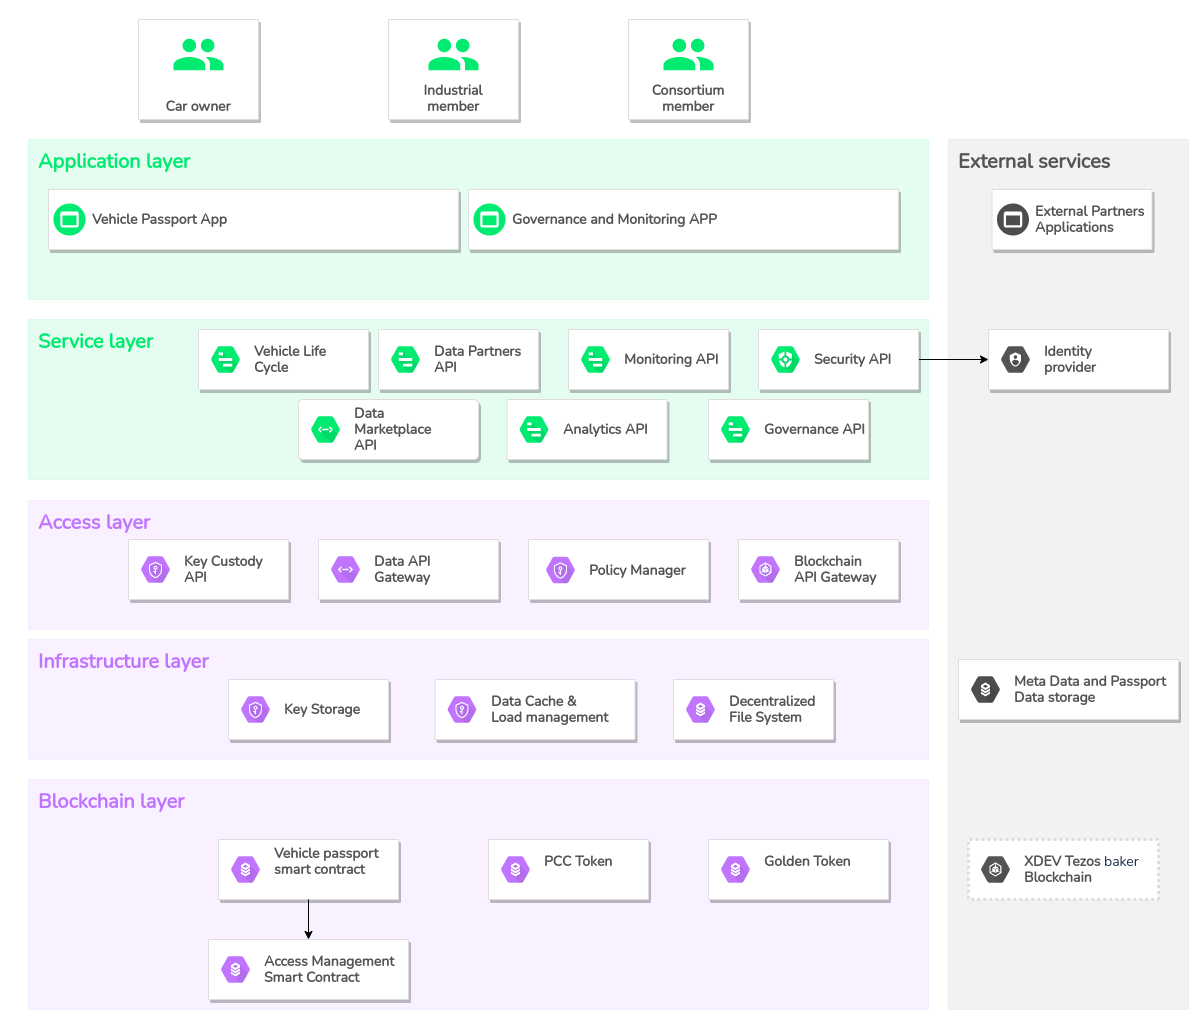 Car owner
Industrial
member
Consortium
member
Application layer
Vehicle Passport App
Governance and Monitoring APP
External services
External Partners
Applications
Service layer
Vehicle Life
Cycle
Data Partners
API
Monitoring API
Security API
Identity
provider
Data
Marketplace
API
Analytics API
Governance API
Access layer
Key Custody
API
Data API
Gateway
Policy Manager
Blockchain
API Gateway
Infrastructure layer
Key Storage
Data Cache &
Load management
Decentralized
File System
Meta Data and Passport
Data storage
Blockchain layer
Vehicle passport
smart contract
PCC Token
Golden Token
XDEV Tezos baker
Blockchain
Access Management
Smart Contract